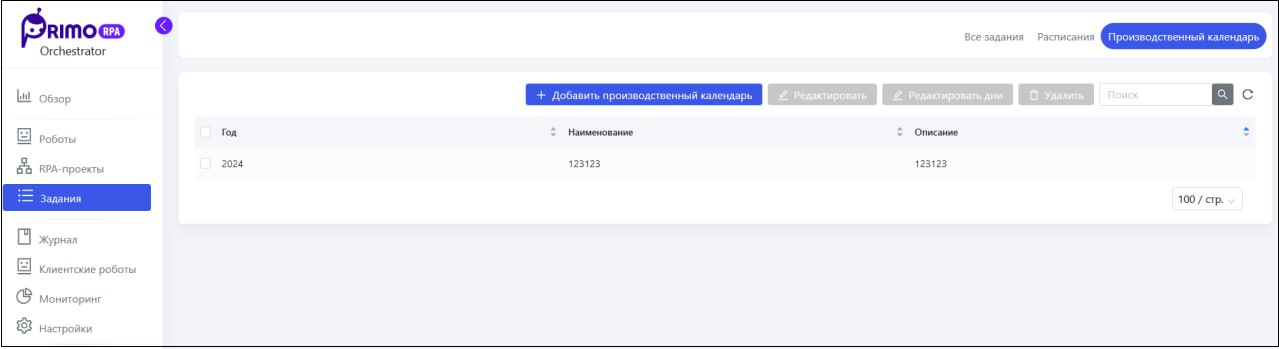 PRIMO RPA
Orchestrator
Обзор
Роботы
RPA-проекты
Задания
Журнал
Клиентские роботы
Мониторинг
Настройки
Все задания Расписания Производственный календарь
+ Добавить производственный календарь Редактировать Редактировать дни Удалить Поиск
Год Наименование Описание
2024 123123 123123
100 / стр.